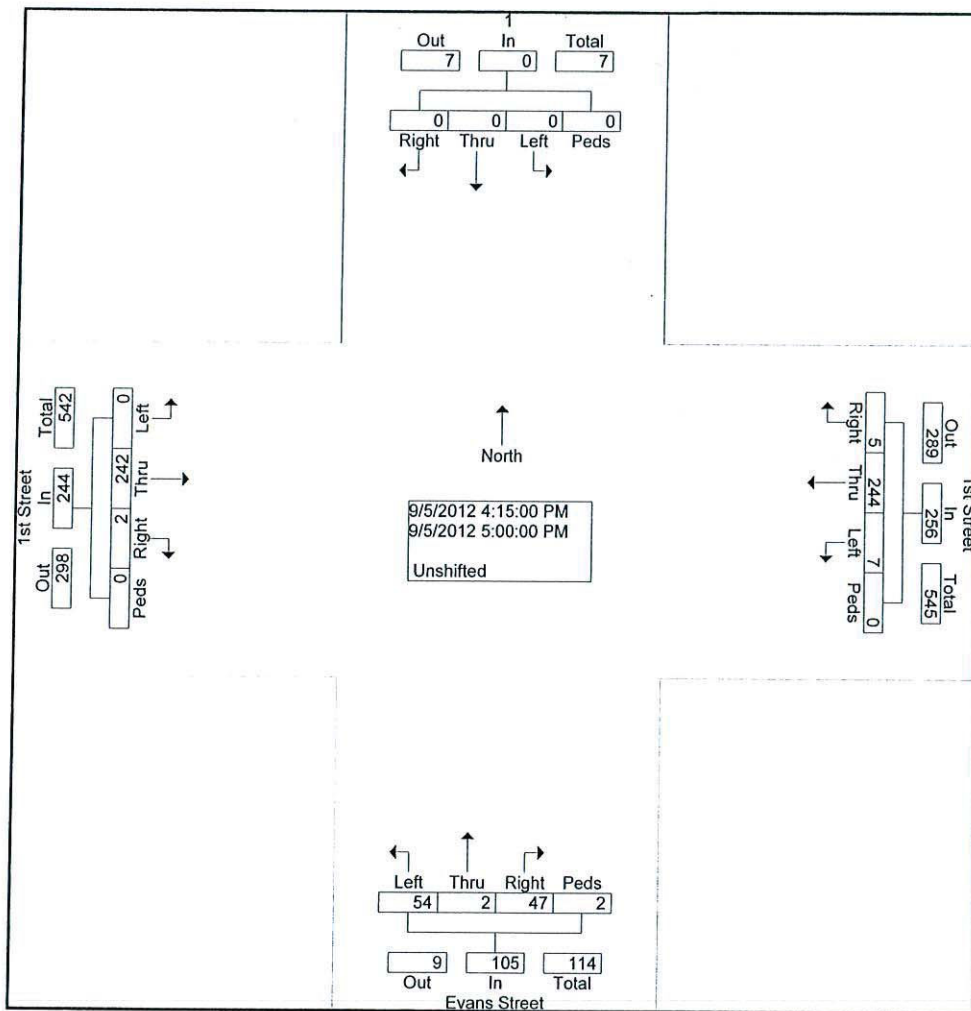 1
Out In Total
7 0 7
0 0 0 0
Right Thru Left Peds
North
9/5/2012 4:15:00 PM
9/5/2012 5:00:00 PM
Unshifted
1st Street
Total In Out
542 244 298
0 242 2 0
Left Thru Right Peds
Right Thru Left Peds
5 244 7 0
Out In Total
289 256 545
1st Street
Left Thru Right Peds
54 2 47 2
9 105 114
Out In Total
Evans Street